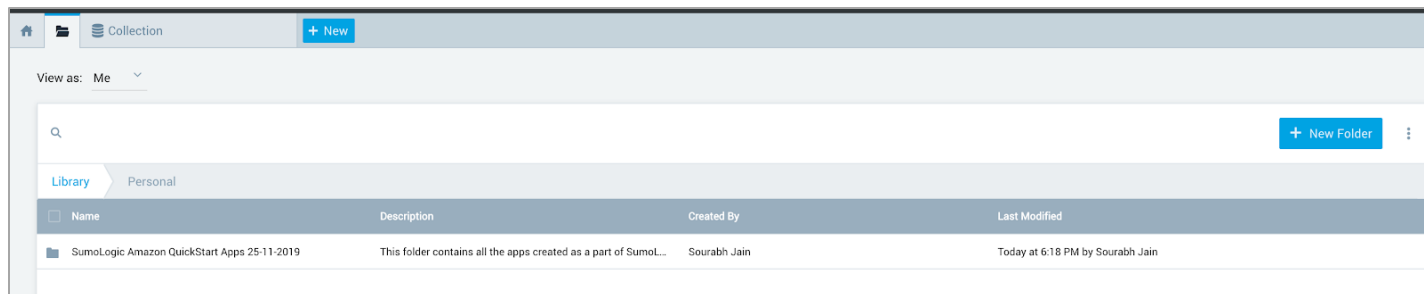 Collection + New
View as: Me
+ New Folder
Library Personal
Name Description Created By Last Modified
SumoLogic Amazon QuickStart Apps 25-11-2019 This folder contains all the apps created as a part of SumoL... Sourabh Jain Today at 6:18 PM by Sourabh Jain